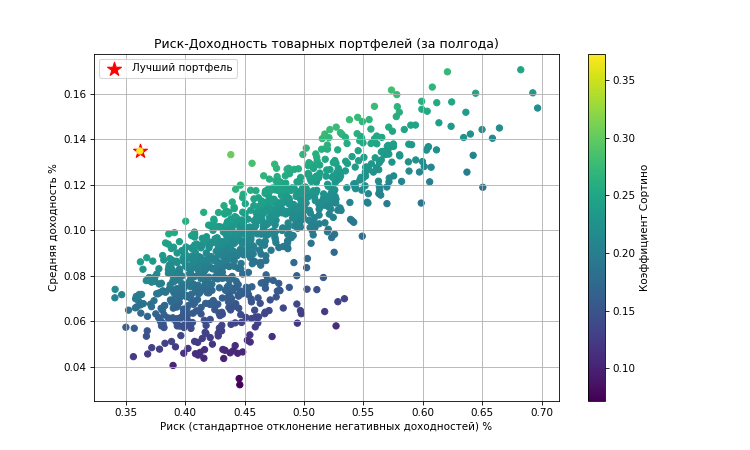 Риск-Доходность товарных портфелей (за полгода)
Лучший портфель
Средняя доходность %
0.16
0.14
0.12
0.10
0.08
0.06
0.04
0.35 0.40 0.45 0.50 0.55 0.60 0.65 0.70
Риск (стандартное отклонение негативных доходностей) %
0.35
0.30
0.25
0.20
0.15
0.10
Коэффициент Сортино